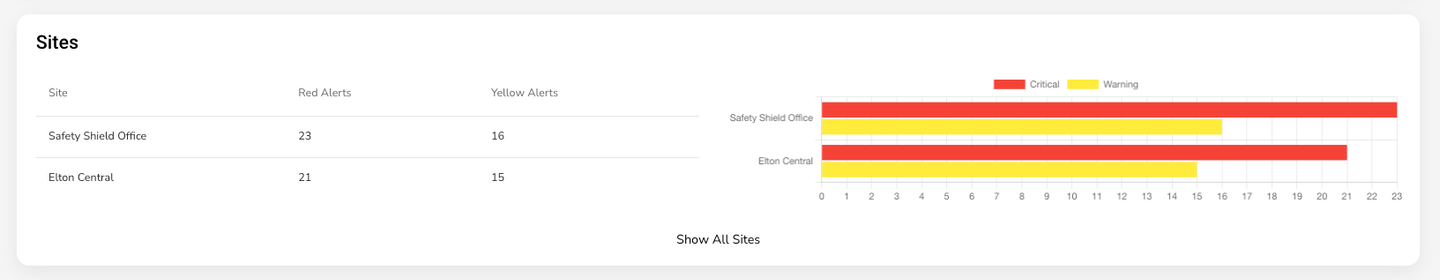 Sites
Site Red Alerts Yellow Alerts
Safety Shield Office 23 16
Elton Central 21 15
Critical Warning
Safety Shield Office
Elton Central
0 1 2 3 4 5 6 7 8 9 10 11 12 13 14 15 16 17 18 19 20 21 22 23
Show All Sites